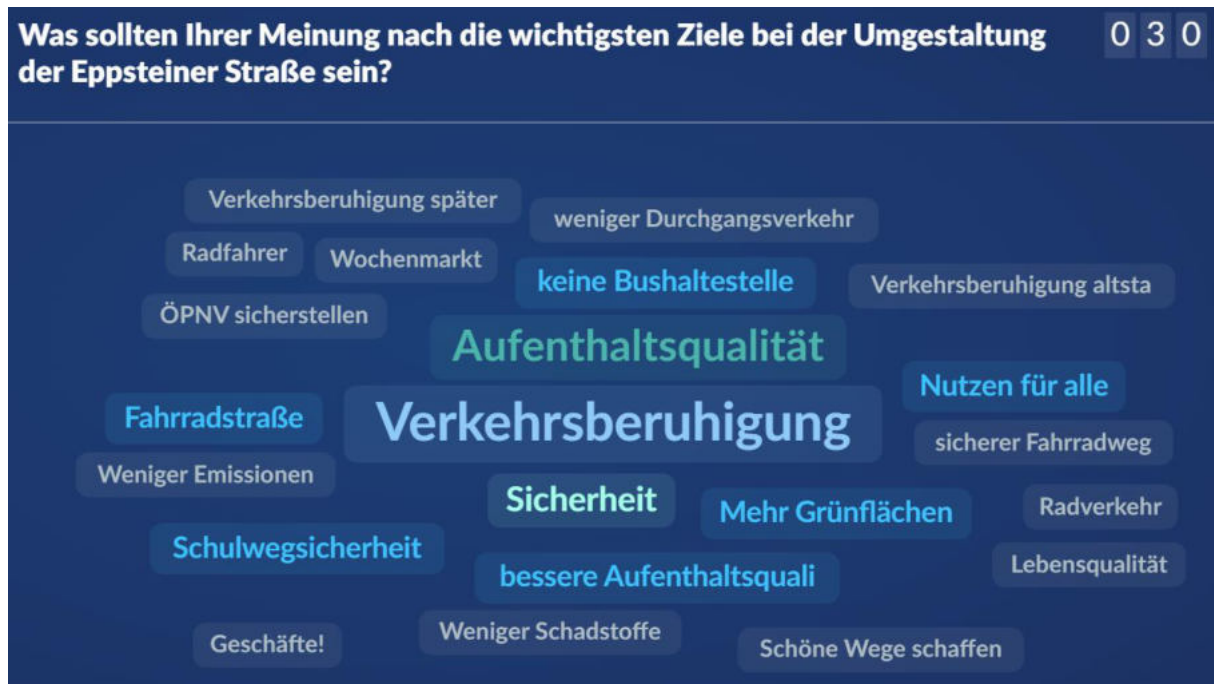 Was sollten Ihrer Meinung nach die wichtigsten Ziele bei der Umgestaltung
der Eppsteiner Straße sein?
0 3 0
Verkehrsberuhigung später
weniger Durchgangsverkehr
Radfahrer
Wochenmarkt
keine Bushaltestelle
Verkehrsberuhigung altsta
ÖPNV sicherstellen
Aufenthaltsqualität
Nutzen für alle
Fahrradstraße
Verkehrsberuhigung
sicherer Fahrradweg
Weniger Emissionen
Sicherheit
Mehr Grünflächen
Radverkehr
Schulwegsicherheit
bessere Aufenthaltsquali
Lebensqualität
Geschäfte!
Weniger Schadstoffe
Schöne Wege schaffen